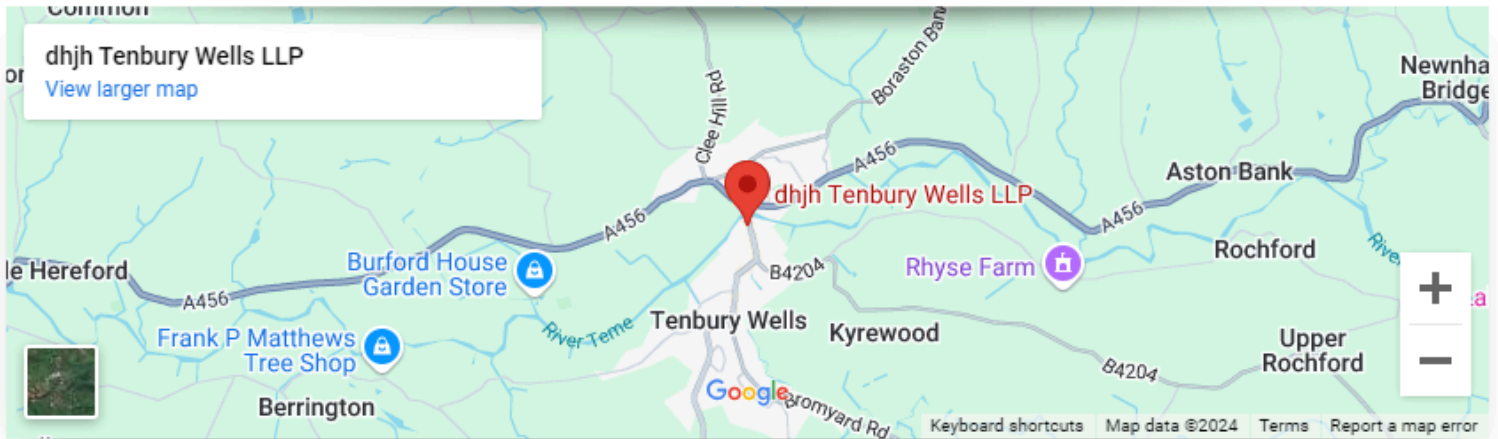 Common
dhjh Tenbury Wells LLP
View larger map
Clee Hill Rd
Boraston Ban
Newnha
Bridge
A456
dhjh Tenbury Wells LLP
Aston Bank
A456
A456
Rochford
le Hereford
Burford House
Garden Store
B4204
Rhyse Farm
A456
River Teme
Tenbury Wells
Kyrewood
Frank P Matthews
Tree Shop
Upper
Rochford
B4204
Berrington
Google
Bromyard Rd
Keyboard shortcuts
Map data ©2024
Terms
Report a map error